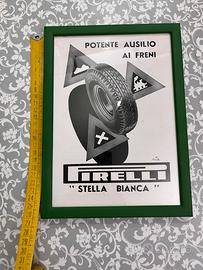 POTENTE AUSILIO
AI FRENI
PIRELLI
"STELLA BIANCA"